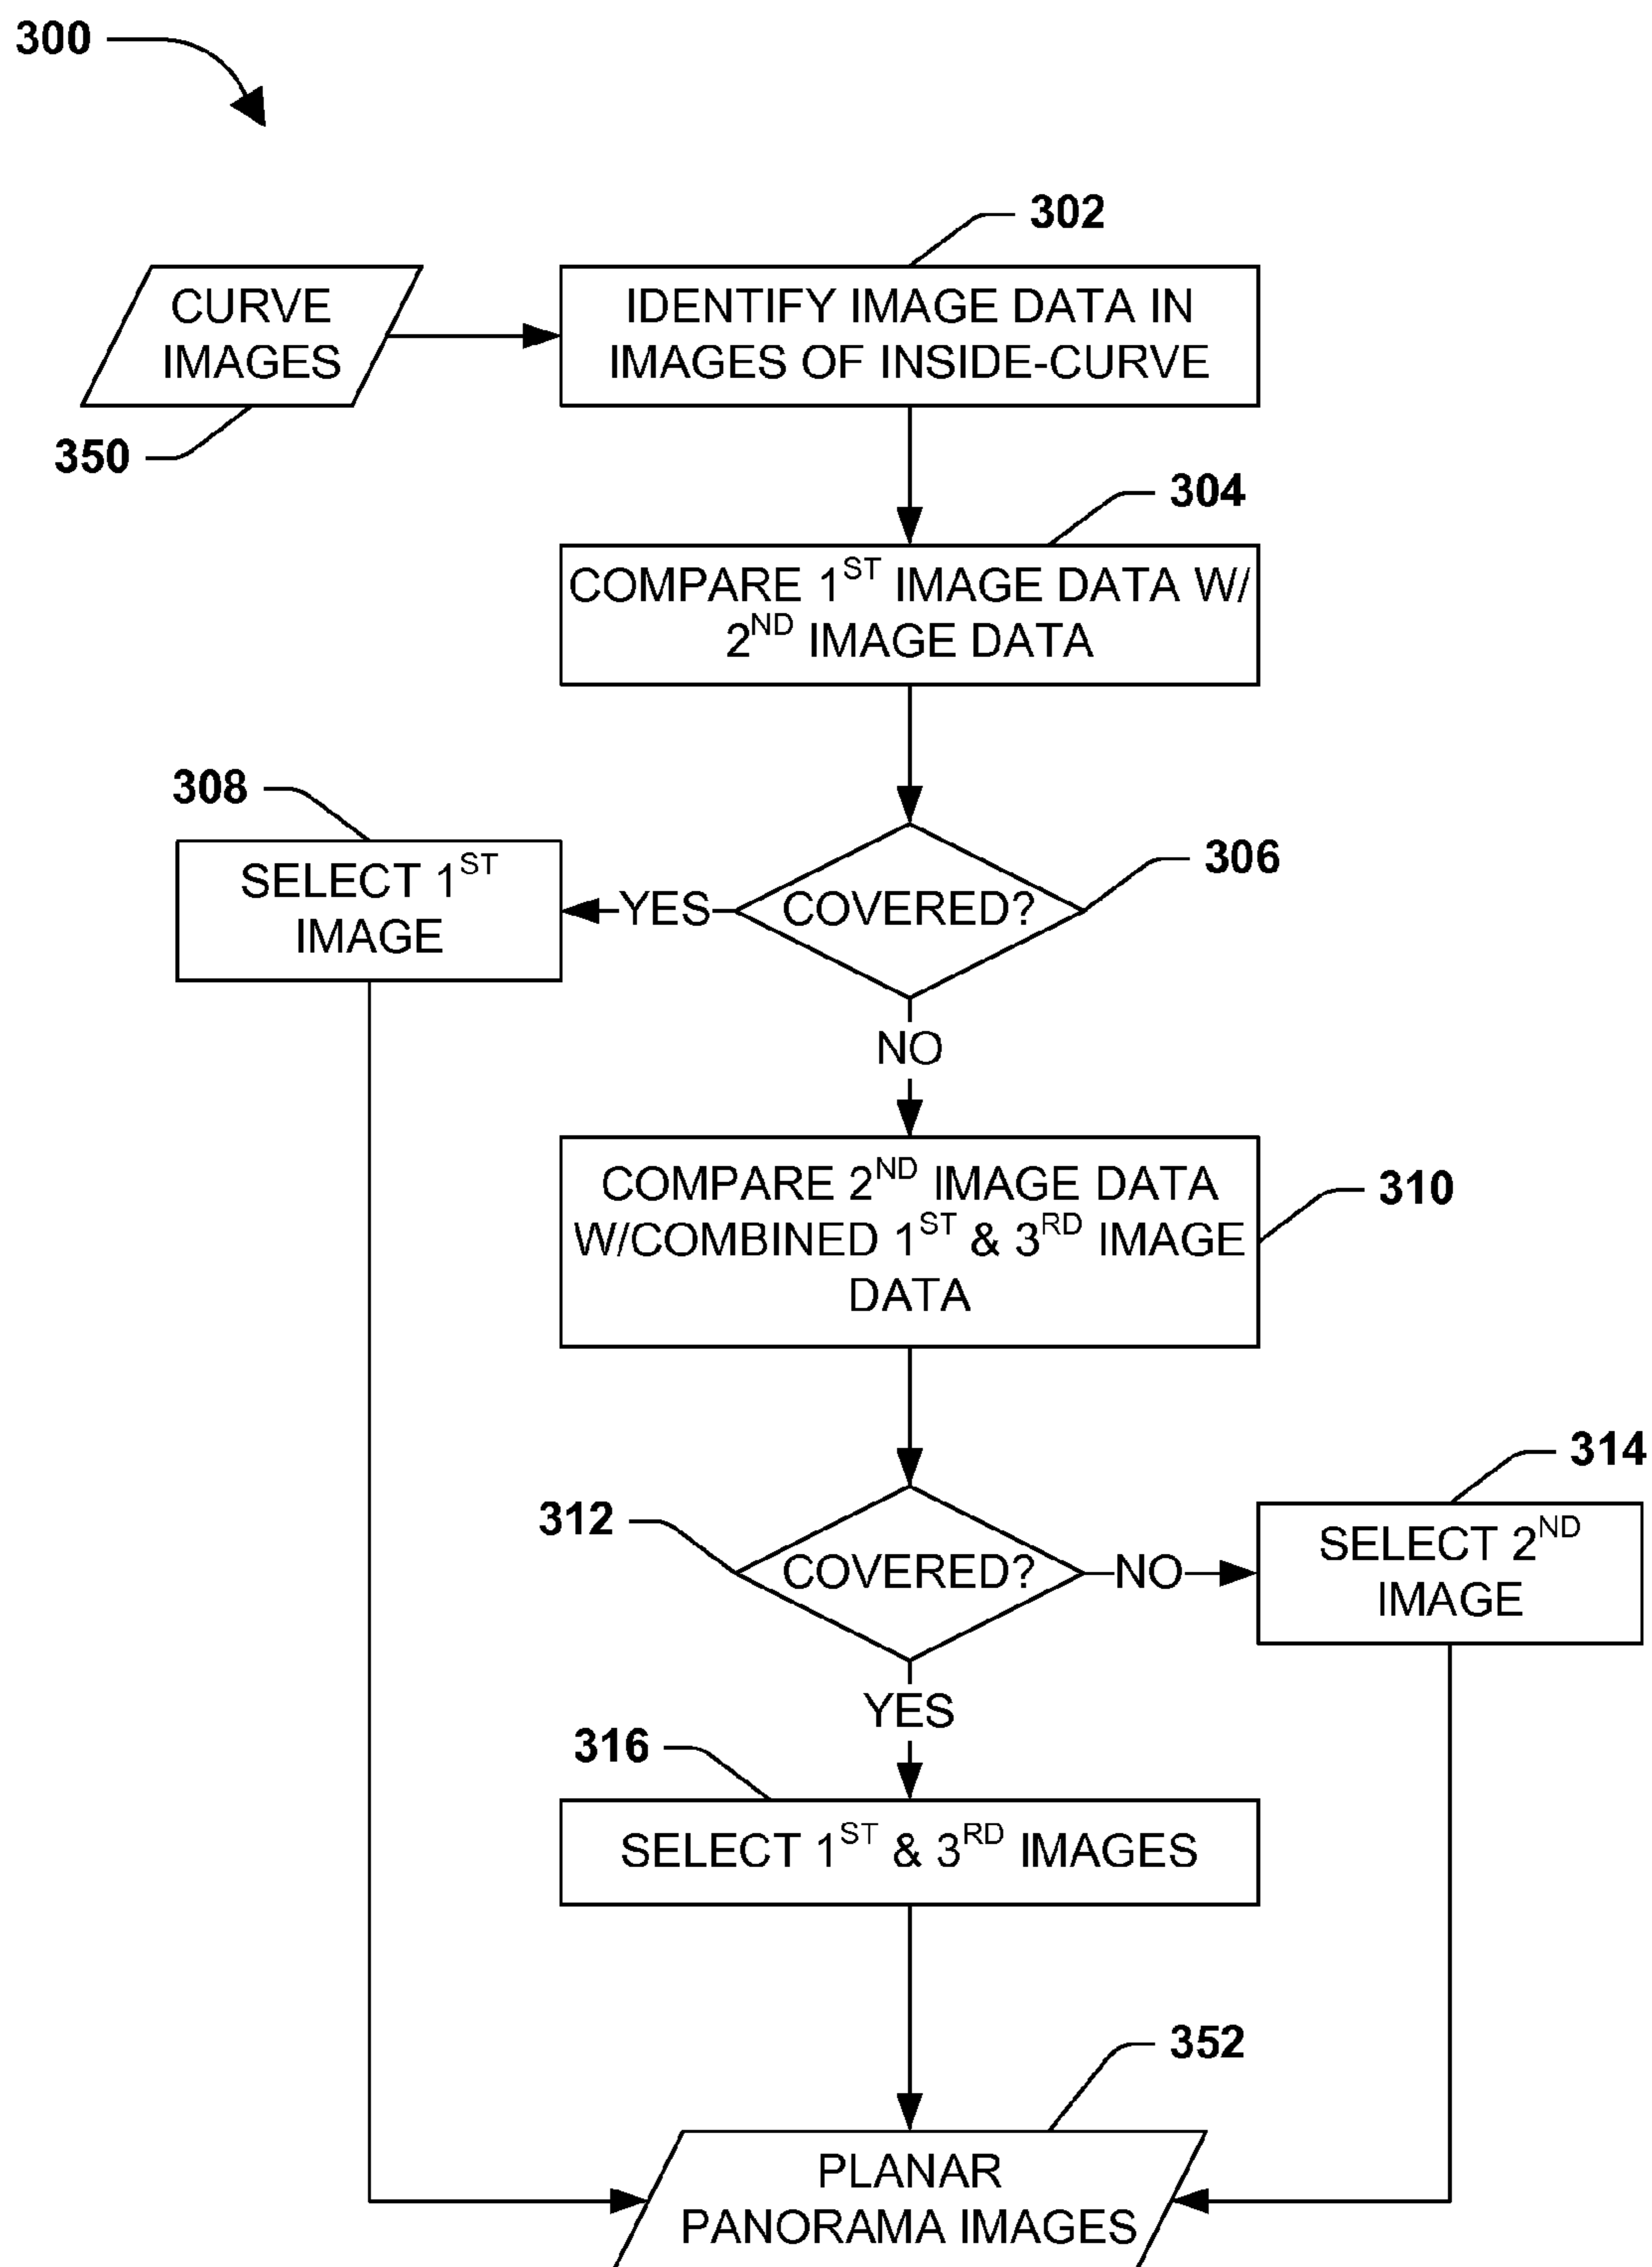 300
302
CURVE
IMAGES
350
IDENTIFY IMAGE DATA IN
IMAGES OF INSIDE-CURVE
304
COMPARE 1ST IMAGE DATA W/
2ND IMAGE DATA
308
SELECT 1ST
IMAGE
YES
COVERED?
306
NO
COMPARE 2ND IMAGE DATA
W/COMBINED 1ST & 3RD IMAGE
DATA
310
312
COVERED?
NO
314
SELECT 2ND
IMAGE
YES
316
SELECT 1ST & 3RD IMAGES
352
PLANAR
PANORAMA IMAGES